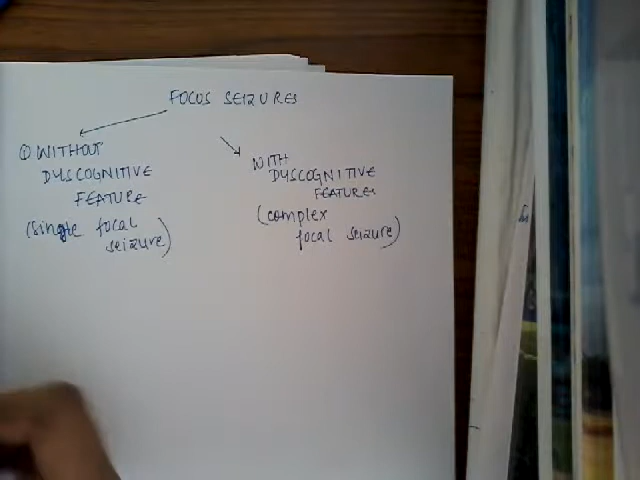 FOCUS SEIZURES
① WITHOUT
DYSCOGNITIVE
FEATURE
(single focal
seizure)
WITH
DYSCOGNITIVE
FEATURES
(complex
focal seizure)